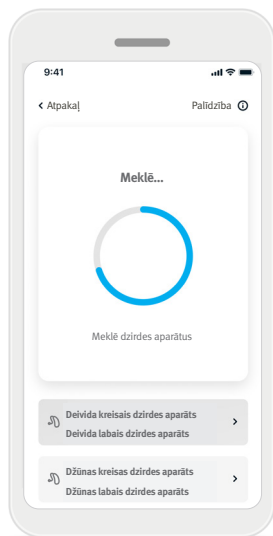 9:41
Atpakaļ Palīdzība
Meklē...
Meklē dzirdes aparātus
Deivida kreisais dzirdes aparāts
Deivida labais dzirdes aparāts
Džūnas kreisas dzirdes aparāts
Džūnas labais dzirdes aparāts